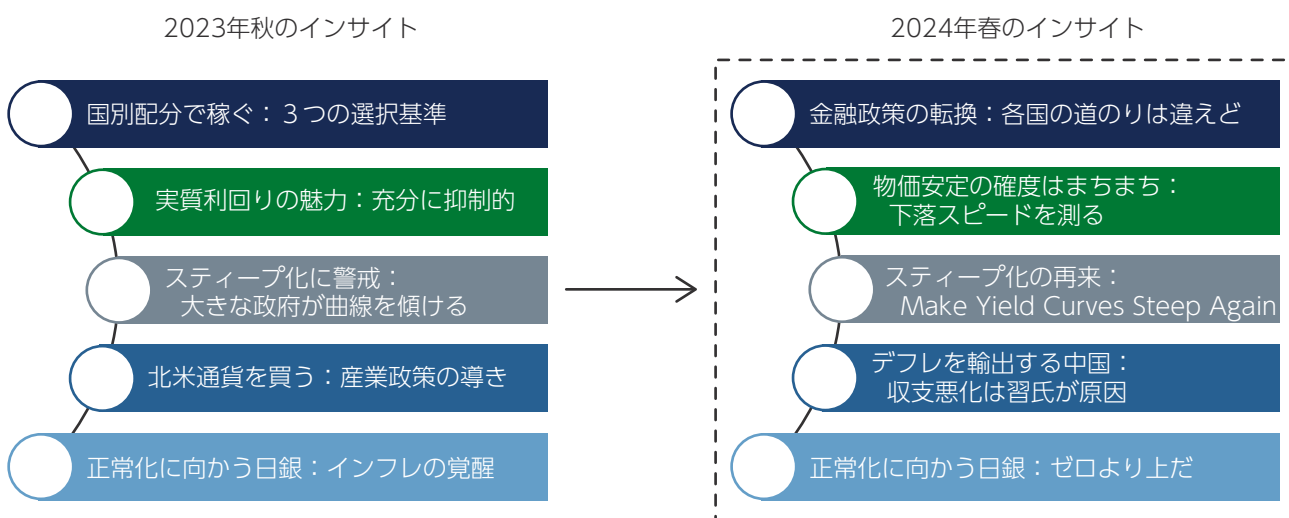 2023年秋のインサイト
国別配分で稼ぐ：３つの選択基準
実質利回りの魅力：充分に抑制的
スティープ化に警戒：
大きな政府が曲線を傾ける
北米通貨を買う：産業政策の導き
正常化に向かう日銀：インフレの覚醒
2024年春のインサイト
金融政策の転換：各国の道のりは違えど
物価安定の確度はまちまち：
下落スピードを測る
スティープ化の再来：
Make Yield Curves Steep Again
デフレを輸出する中国：
収支悪化は習氏が原因
正常化に向かう日銀：ゼロより上だ